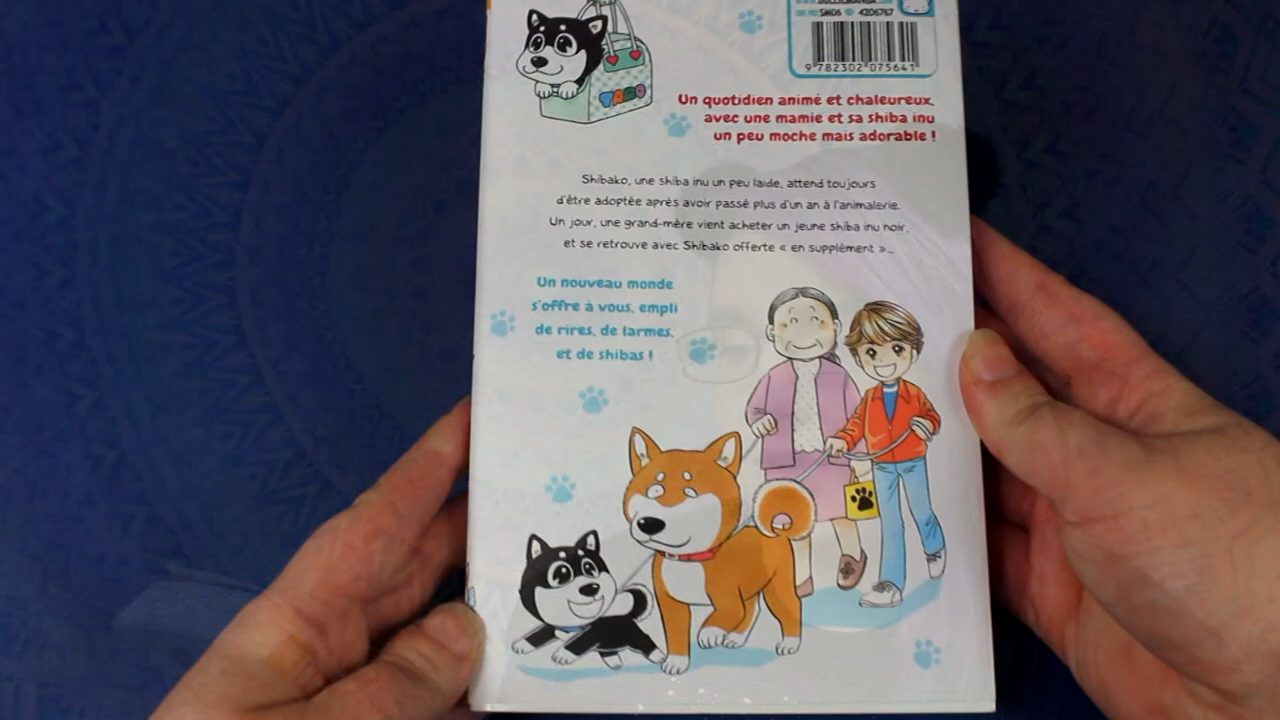 SMD6 42D6767
9 782302 075641
TARO
Un quotidien animé et chaleureux,
avec une mamie et sa shiba inu
un peu moche mais adorable !
Shibako, une shiba inu un peu laide, attend toujours
d'être adoptée après avoir passé plus d'un an à l'animalerie.
Un jour, une grand-mère vient acheter un jeune shiba inu noir,
et se retrouve avec Shibako offerte « en supplément »...
Un nouveau monde
s'offre à vous, empli
de rires, de larmes,
et de shibas !